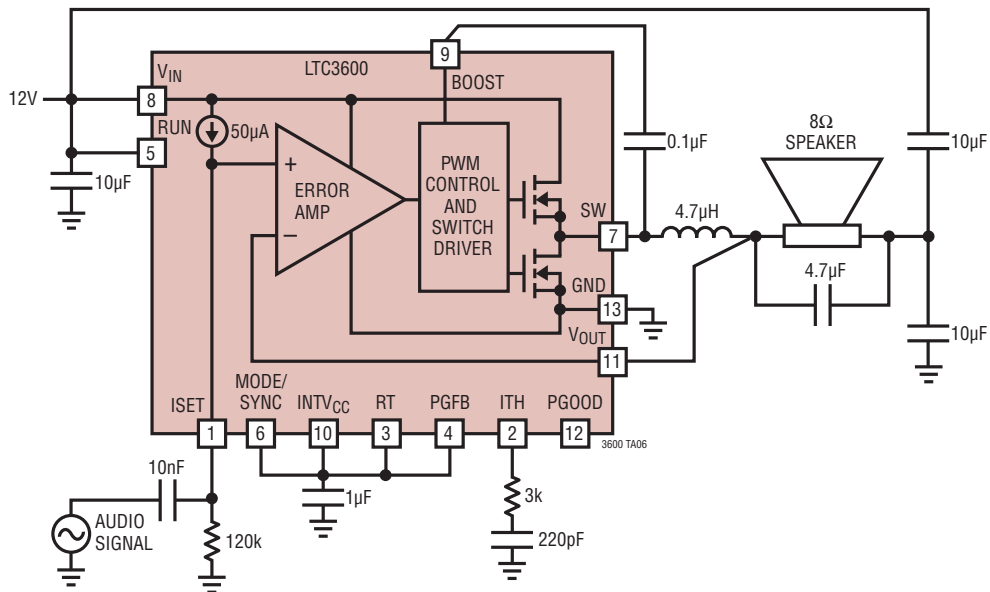 9
LTC3600
BOOST
VIN
12V
8
RUN
50µA
5
10µF
+
ERROR
AMP
−
PWM
CONTROL
AND
SWITCH
DRIVER
0.1µF
8Ω
SPEAKER
10µF
SW
7
4.7µH
4.7µF
GND
13
10µF
VOUT
11
ISET
MODE/
SYNC
INTVCC
RT
PGFB
ITH
PGOOD
1
6
10
3
4
2
12
3600 TA06
10nF
1µF
3k
AUDIO
SIGNAL
120k
220pF